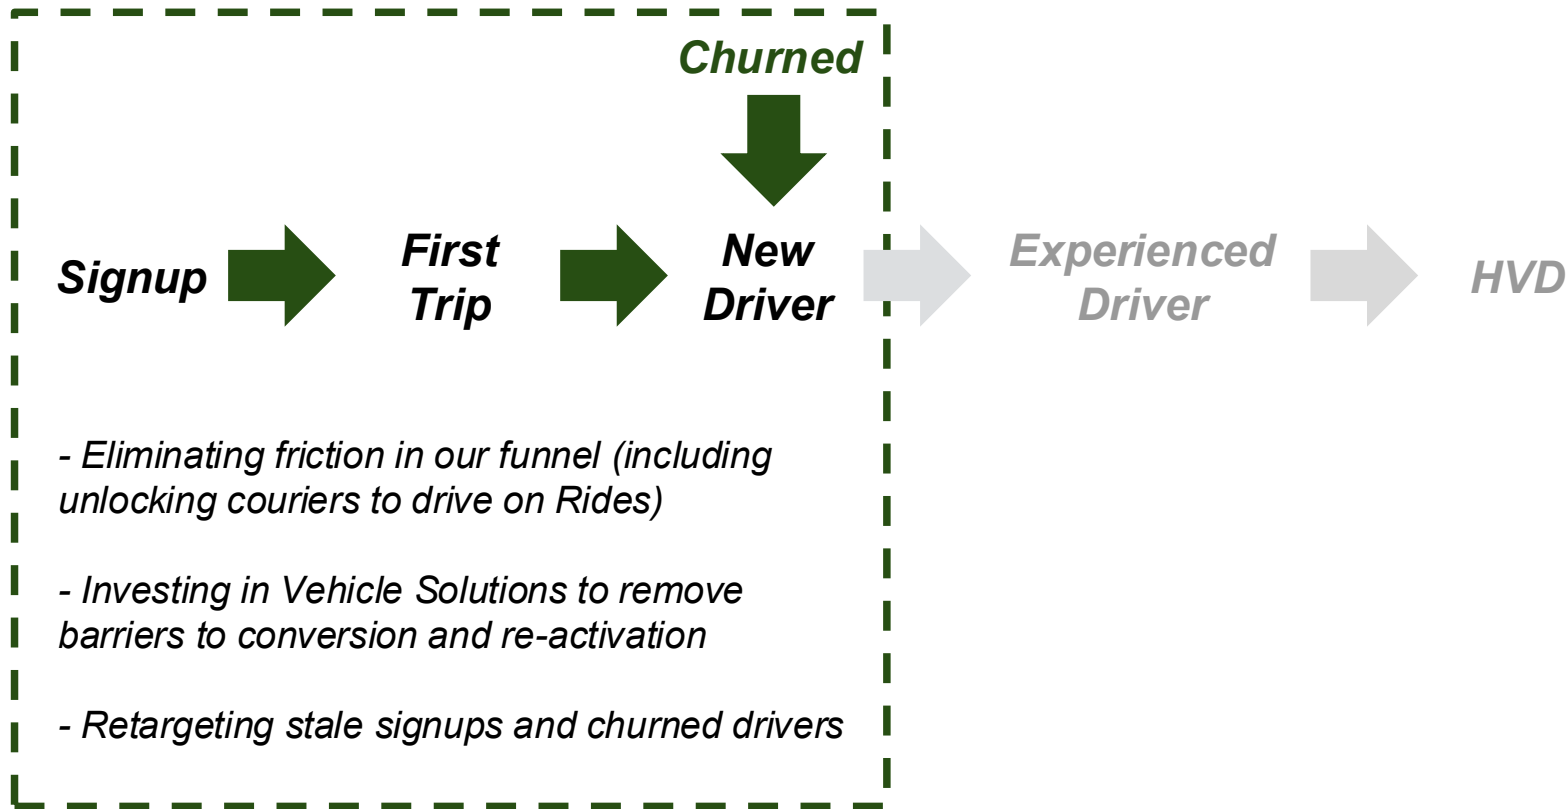 Churned
Signup
First
Trip
New
Driver
Experienced
Driver
HVD
- Eliminating friction in our funnel (including
unlocking couriers to drive on Rides)
- Investing in Vehicle Solutions to remove
barriers to conversion and re-activation
- Retargeting stale signups and churned drivers